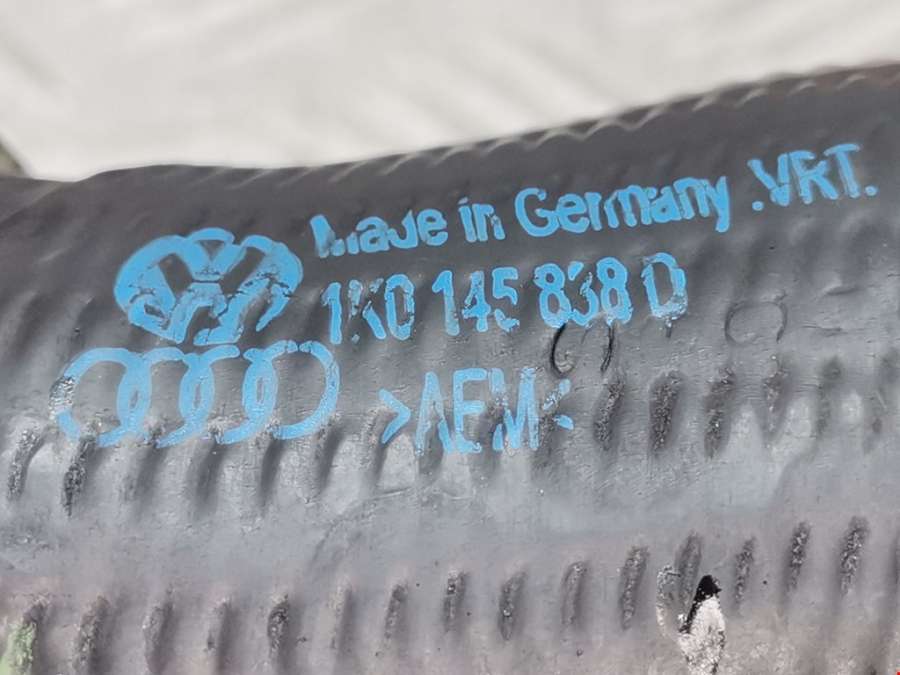 Made in Germany .VRT.
1K0 145 838 D
>AEM<